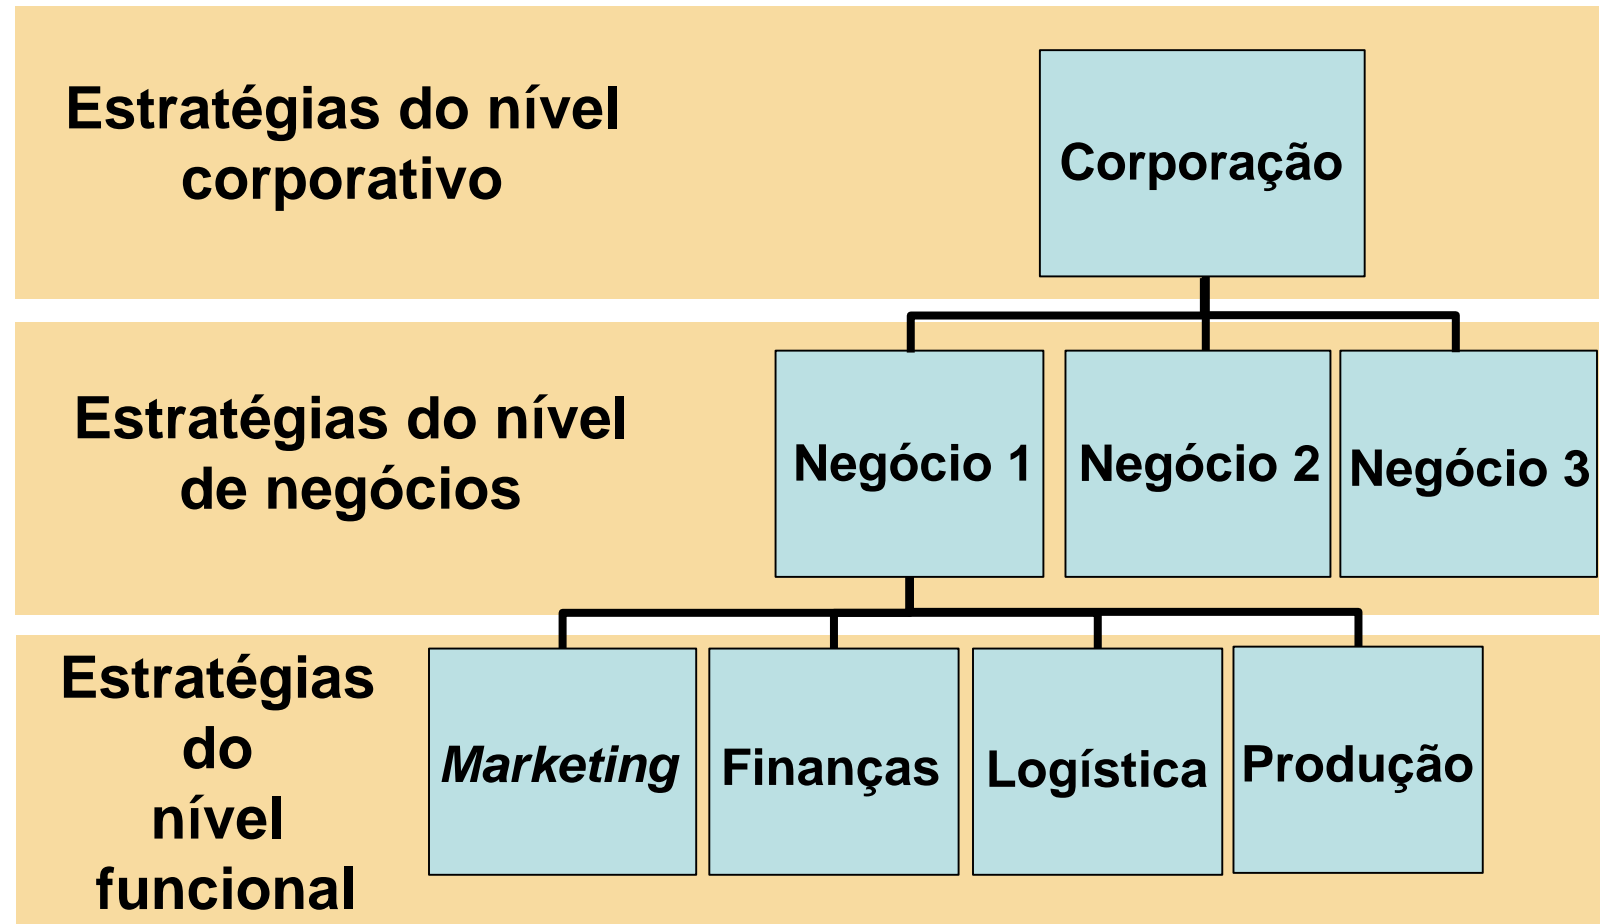 Estratégias do nível
corporativo
Corporação
Estratégias do nível
de negócios
Negócio 1
Negócio 2
Negócio 3
Estratégias
do
nível
funcional
Marketing
Finanças
Logística
Produção